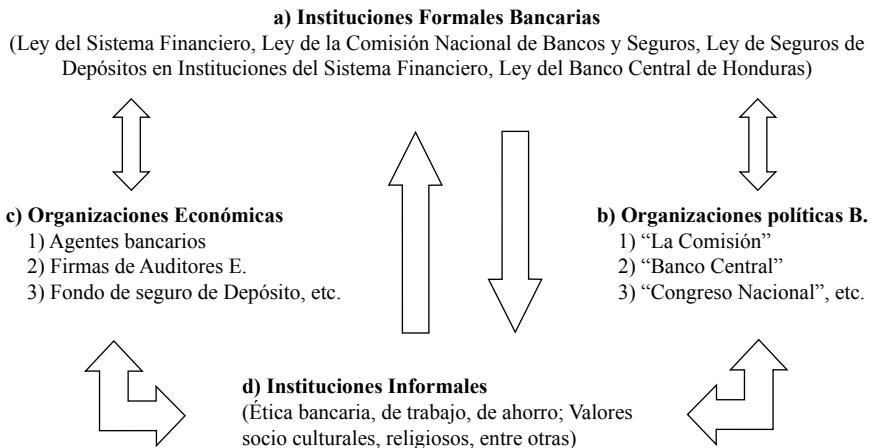 a) Instituciones Formales Bancarias
(Ley del Sistema Financiero, Ley de la Comisión Nacional de Bancos y Seguros, Ley de Seguros de
Depósitos en Instituciones del Sistema Financiero, Ley del Banco Central de Honduras)
c) Organizaciones Económicas
1) Agentes bancarios
2) Firmas de Auditores E.
3) Fondo de seguro de Depósito, etc.
b) Organizaciones políticas B.
1) “La Comisión”
2) “Banco Central”
3) “Congreso Nacional”, etc.
d) Instituciones Informales
(Ética bancaria, de trabajo, de ahorro; Valores
socio culturales, religiosos, entre otras)